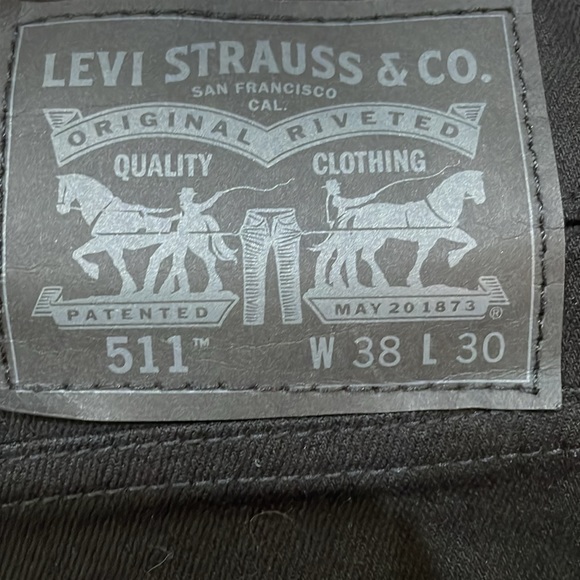 LEVI STRAUSS & CO.
SAN FRANCISCO
CAL.
ORIGINAL RIVETED
QUALITY CLOTHING
PATENTED MAY 20 1873 ®
511™ W 38 L 30